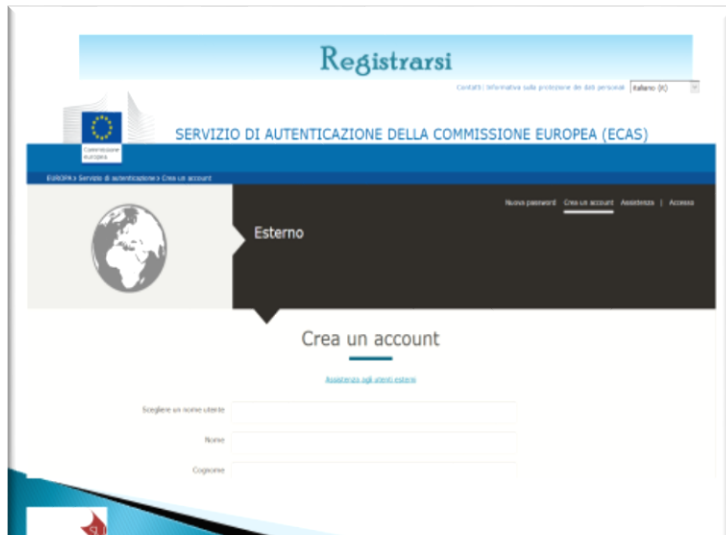 Registrarsi
Contatti | Informativa sulla protezione dei dati personali Italiano (it)
SERVIZIO DI AUTENTICAZIONE DELLA COMMISSIONE EUROPEA (ECAS)
Commissione
europea
EUROPA > Servizio di autenticazione > Crea un account
Nuova password Crea un account Assistenza | Accesso
Esterno
Crea un account
Assistenza agli utenti esterni
Scegliere un nome utente
Nome
Cognome